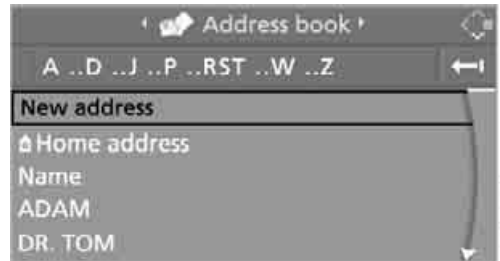 Address book
A ..D ..J ..P ..RST ..W ..Z
New address
Home address
Name
ADAM
DR. TOM